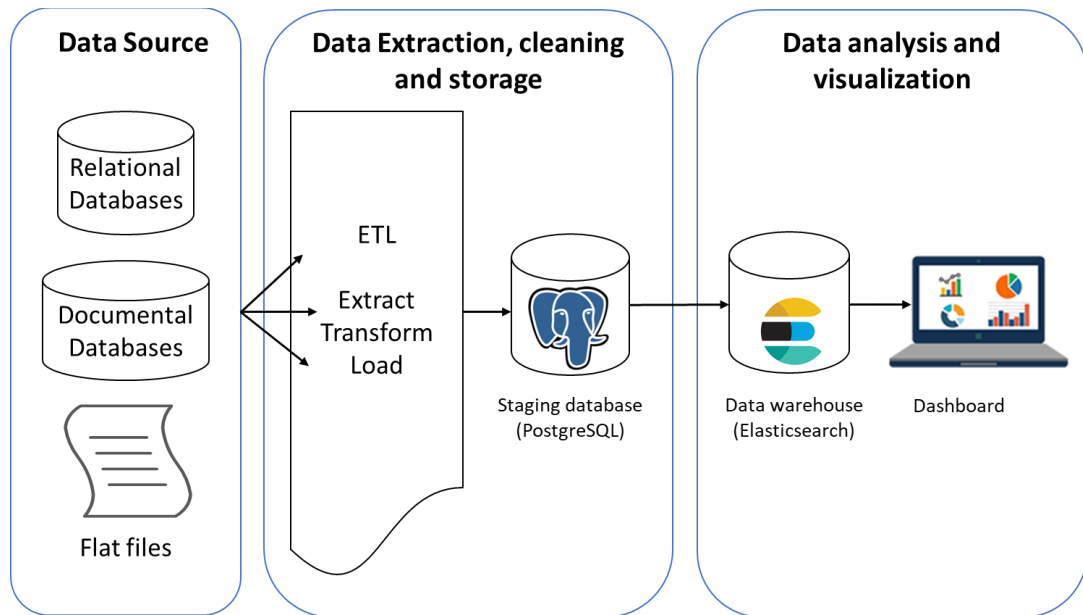 Data Source
Relational
Databases
Documental
Databases
Flat files
Data Extraction, cleaning
and storage
ETL
Extract
Transform
Load
Staging database
(PostgreSQL)
Data analysis and
visualization
Data warehouse
(Elasticsearch)
Dashboard